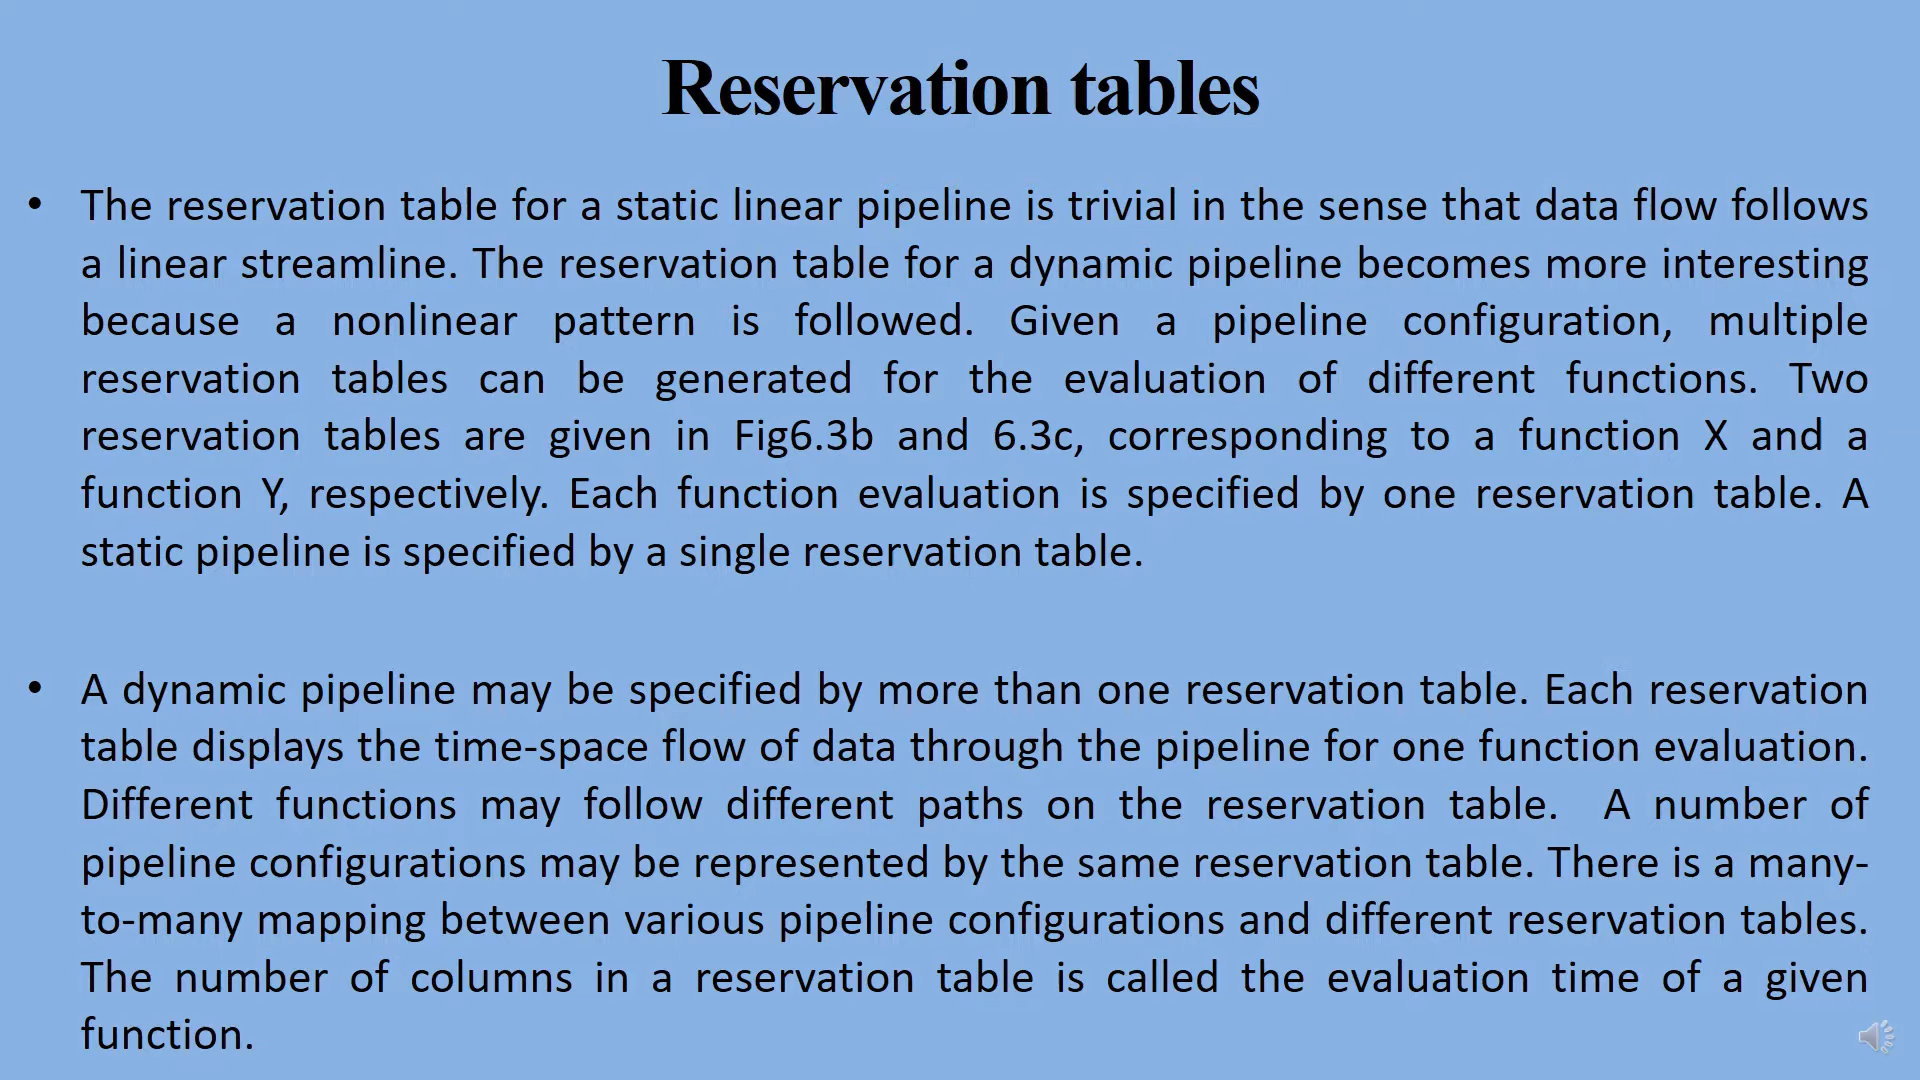 Reservation tables
• The reservation table for a static linear pipeline is trivial in the sense that data flow follows
a linear streamline. The reservation table for a dynamic pipeline becomes more interesting
because a nonlinear pattern is followed. Given a pipeline configuration, multiple
reservation tables can be generated for the evaluation of different functions. Two
reservation tables are given in Fig6.3b and 6.3c, corresponding to a function X and a
function Y, respectively. Each function evaluation is specified by one reservation table. A
static pipeline is specified by a single reservation table.
• A dynamic pipeline may be specified by more than one reservation table. Each reservation
table displays the time-space flow of data through the pipeline for one function evaluation.
Different functions may follow different paths on the reservation table. A number of
pipeline configurations may be represented by the same reservation table. There is a many-
to-many mapping between various pipeline configurations and different reservation tables.
The number of columns in a reservation table is called the evaluation time of a given
function.